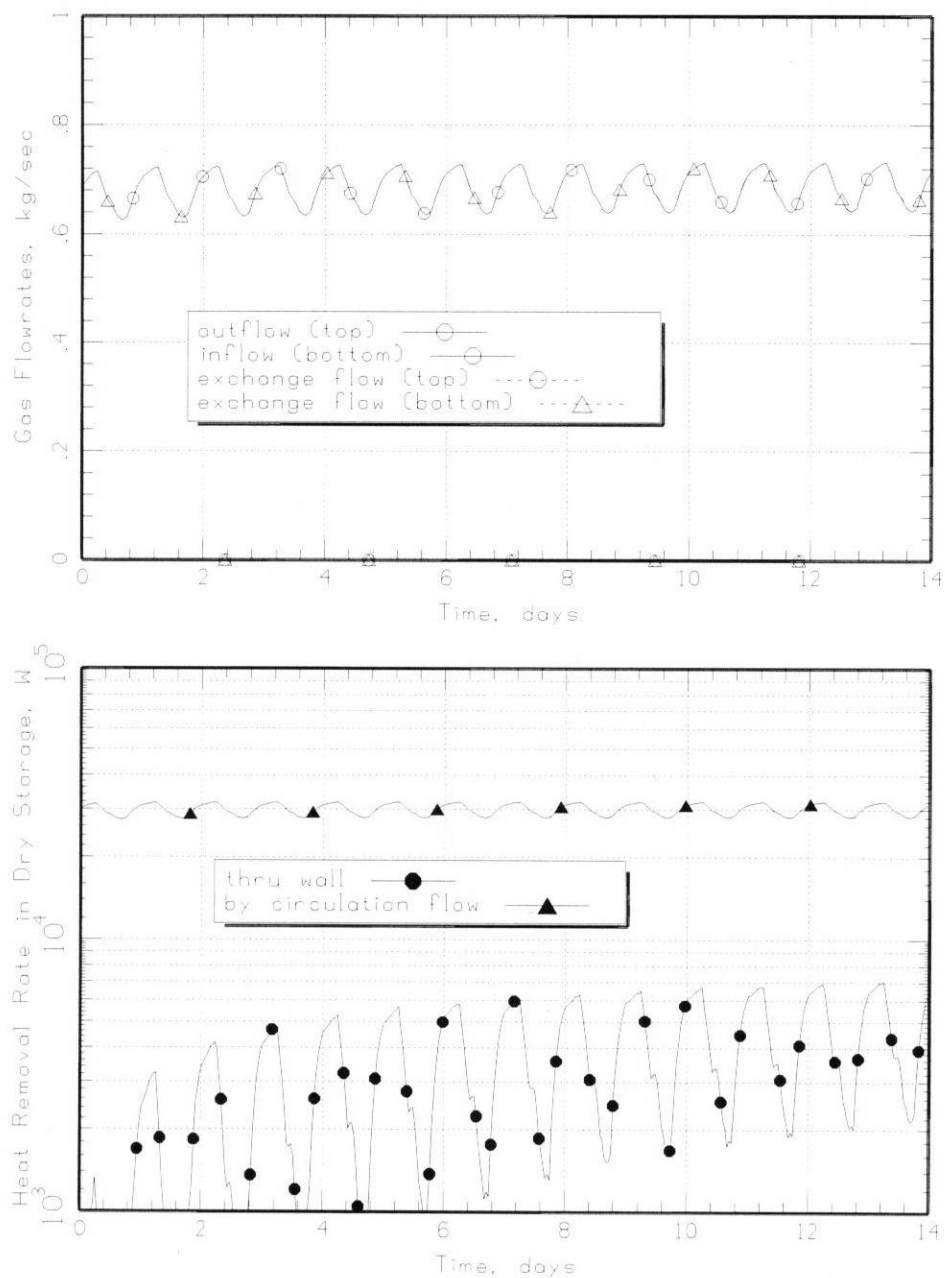 1
.8
.6
.4
.2
0
Gas Flowrates, kg/sec
outflow (top)
inflow (bottom)
exchange flow (top)
exchange flow (bottom)
0 2 4 6 8 10 12 14
Time, days
10^5
10^4
10^3
Heat Removal Rate in Dry Storage, W
thru wall
by circulation flow
0 2 4 6 8 10 12 14
Time, days